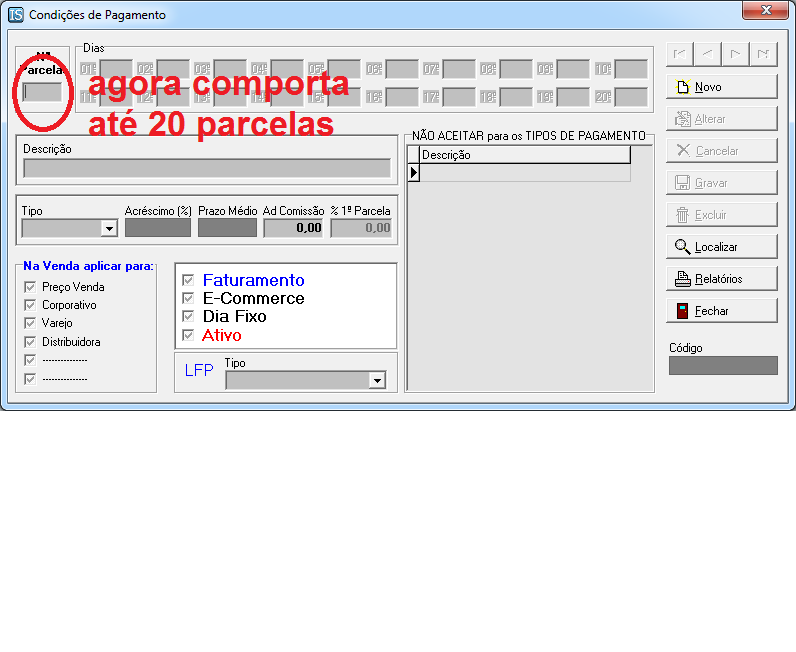 TS Condições de Pagamento
Nº
Parcela
Dias
01º 02º 03º 04º 05º 06º 07º 08º 09º 10º
11º 12º 13º 14º 15º 16º 17º 18º 19º 20º
agora comporta
até 20 parcelas
Descrição
Tipo Acréscimo (%) Prazo Médio Ad Comissão % 1ª Parcela
0,00 0,00
Na Venda aplicar para:
Preço Venda
Corporativo
Varejo
Distribuidora
---------------
---------------
Faturamento
E-Commerce
Dia Fixo
Ativo
LFP Tipo
NÃO ACEITAR para os TIPOS DE PAGAMENTO
Descrição
Novo
Alterar
Cancelar
Gravar
Excluir
Localizar
Relatórios
Fechar
Código